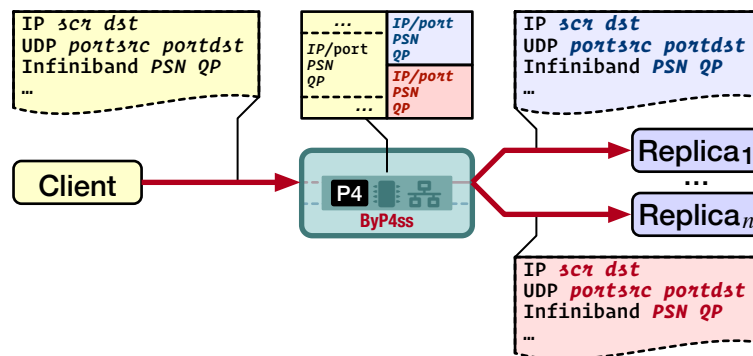 IP scr dst
UDP portsrc portdst
Infiniband PSN QP
…
...
IP/port
PSN
QP
...
IP/port
PSN
QP
IP/port
PSN
QP
IP scr dst
UDP portsrc portdst
Infiniband PSN QP
…
Client
P4
ByP4ss
Replica1
...
Replican
IP scr dst
UDP portsrc portdst
Infiniband PSN QP
…